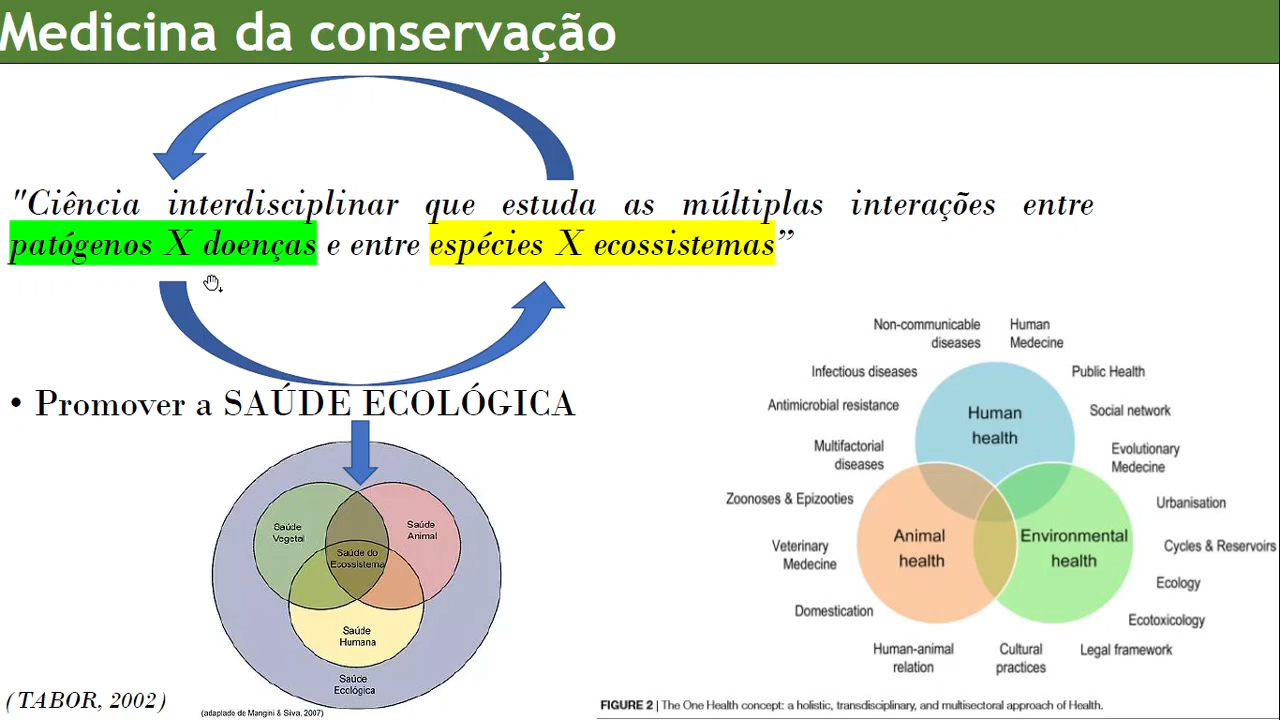 Medicina da conservação
"Ciência interdisciplinar que estuda as múltiplas interações entre
patógenos X doenças e entre espécies X ecossistemas”
• Promover a SAÚDE ECOLÓGICA
Saúde
Vegetal
Saúde
Animal
Saúde do
Ecossistema
Saúde
Humana
Saúde
Ecológica
(TABOR, 2002)
(adaptado de Mangini & Silva, 2007)
Non-communicable
diseases
Human
Medecine
Infectious diseases
Public Health
Antimicrobial resistance
Social network
Multifactorial
diseases
Evolutionary
Medecine
Zoonoses & Epizooties
Urbanisation
Veterinary
Medecine
Cycles & Reservoirs
Ecology
Domestication
Ecotoxicology
Human-animal
relation
Cultural
practices
Legal framework
Human
health
Animal
health
Environmental
health
FIGURE 2 | The One Health concept: a holistic, transdisciplinary, and multisectoral approach of Health.